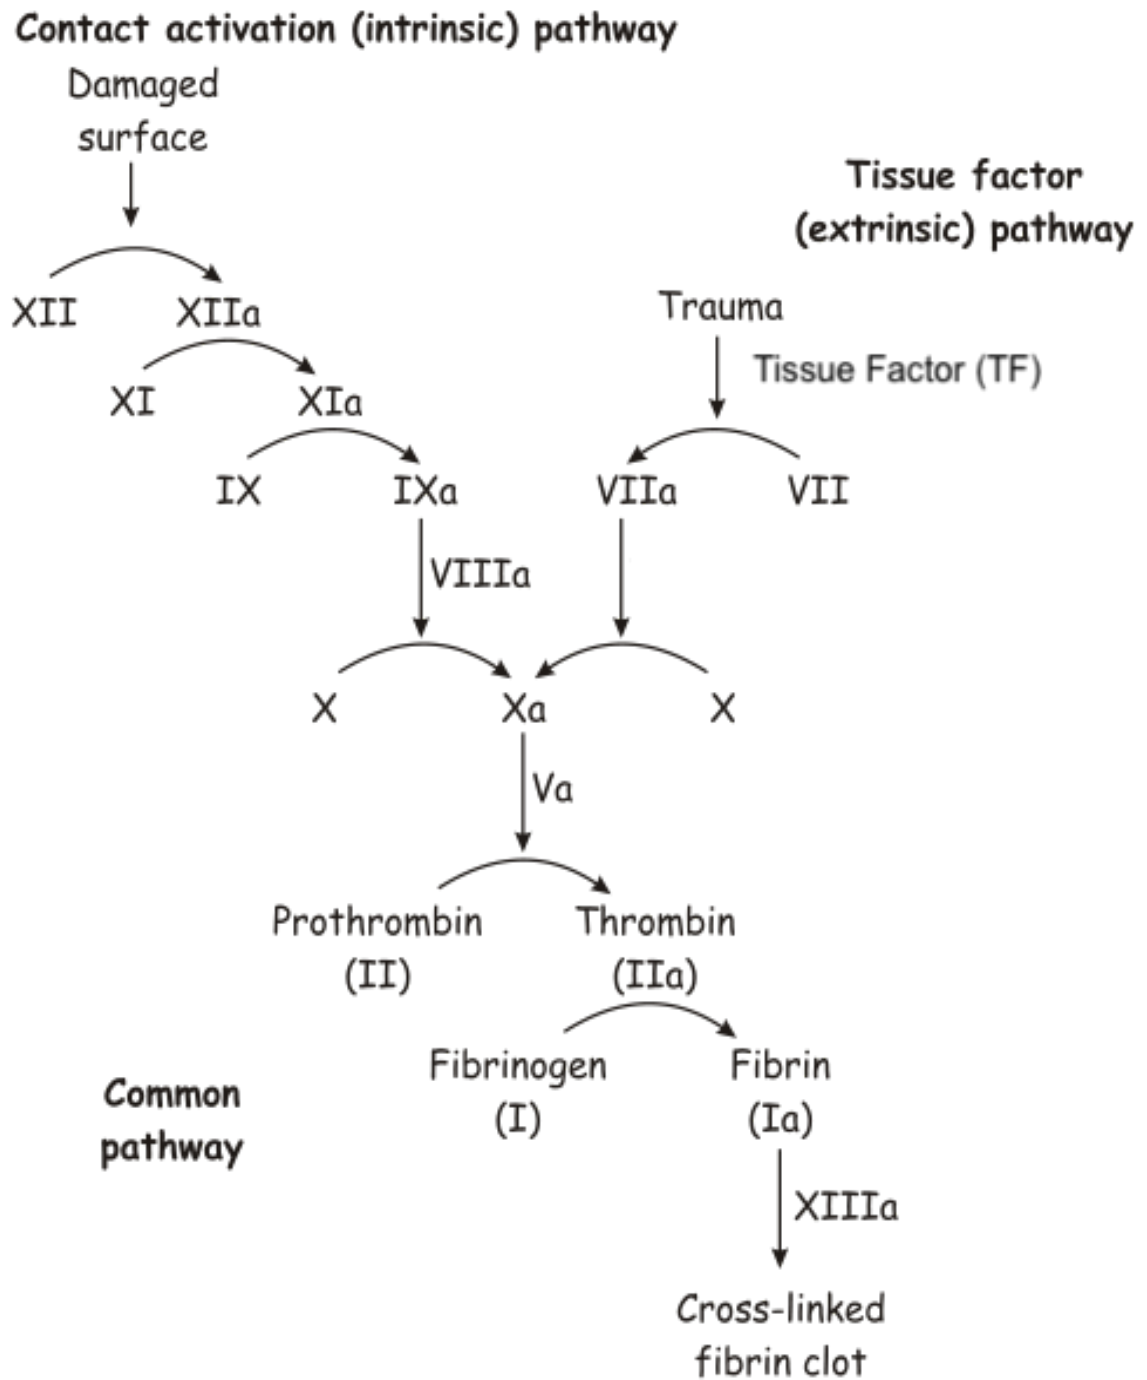 Contact activation (intrinsic) pathway
Damaged
surface
Tissue factor
(extrinsic) pathway
XII
XIIa
Trauma
Tissue Factor (TF)
XI
XIa
IX
IXa
VIIa
VII
VIIIa
X
Xa
X
Va
Prothrombin
(II)
Thrombin
(IIa)
Fibrinogen
(I)
Fibrin
(Ia)
Common
pathway
XIIIa
Cross-linked
fibrin clot